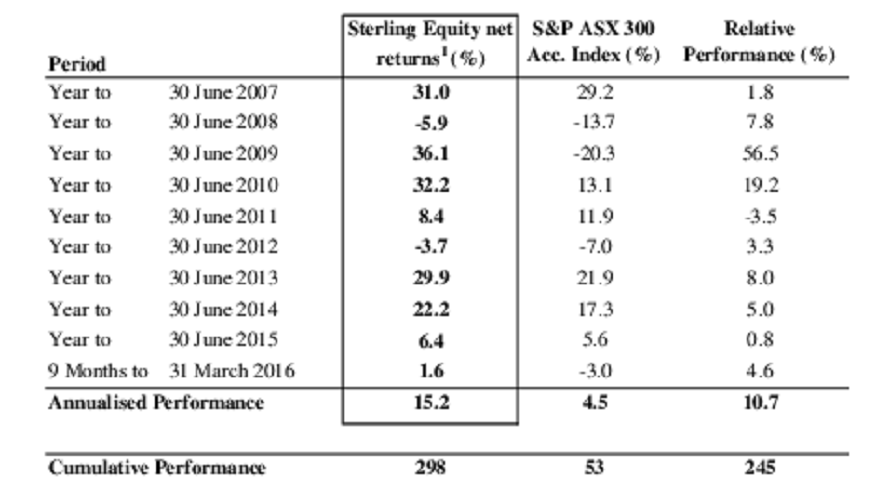 Sterling Equity net S&P ASX 300 Relative
Period returns¹ (%) Acc. Index (%) Performance (%)
Year to 30 June 2007 31.0 29.2 1.8
Year to 30 June 2008 -5.9 -13.7 7.8
Year to 30 June 2009 36.1 -20.3 56.5
Year to 30 June 2010 32.2 13.1 19.2
Year to 30 June 2011 8.4 11.9 -3.5
Year to 30 June 2012 -3.7 -7.0 3.3
Year to 30 June 2013 29.9 21.9 8.0
Year to 30 June 2014 22.2 17.3 5.0
Year to 30 June 2015 6.4 5.6 0.8
9 Months to 31 March 2016 1.6 -3.0 4.6
Annualised Performance 15.2 4.5 10.7
Cumulative Performance 298 53 245